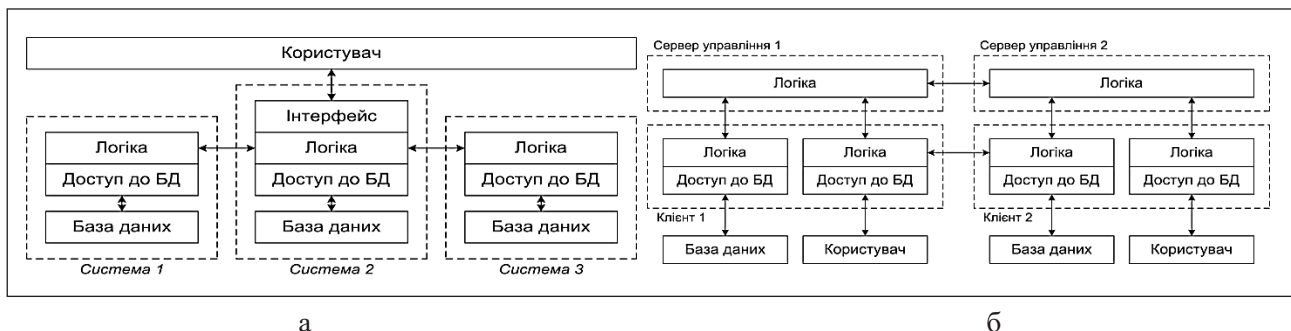 Користувач
Інтерфейс
Логіка
Логіка
Логіка
Доступ до БД
Доступ до БД
Доступ до БД
База даних
База даних
База даних
Система 1
Система 2
Система 3
а
Сервер управління 1
Сервер управління 2
Логіка
Логіка
Логіка
Логіка
Логіка
Логіка
Доступ до БД
Доступ до БД
Доступ до БД
Доступ до БД
Клієнт 1
Клієнт 2
База даних
Користувач
База даних
Користувач
б